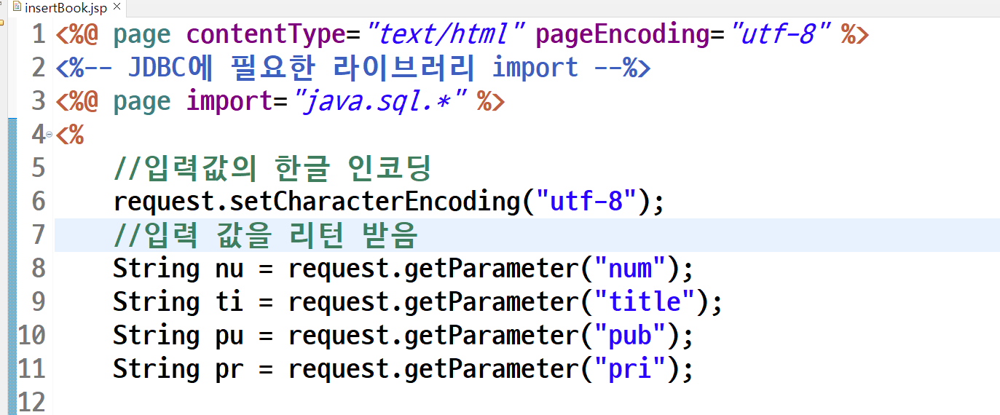 insertBook.jsp
1 <%@ page contentType="text/html" pageEncoding="utf-8" %>
2 <%-- JDBC에 필요한 라이브러리 import --%>
3 <%@ page import="java.sql.*" %>
4 <%
5 //입력값의 한글 인코딩
6 request.setCharacterEncoding("utf-8");
7 //입력 값을 리턴 받음
8 String nu = request.getParameter("num");
9 String ti = request.getParameter("title");
10 String pu = request.getParameter("pub");
11 String pr = request.getParameter("pri");
12